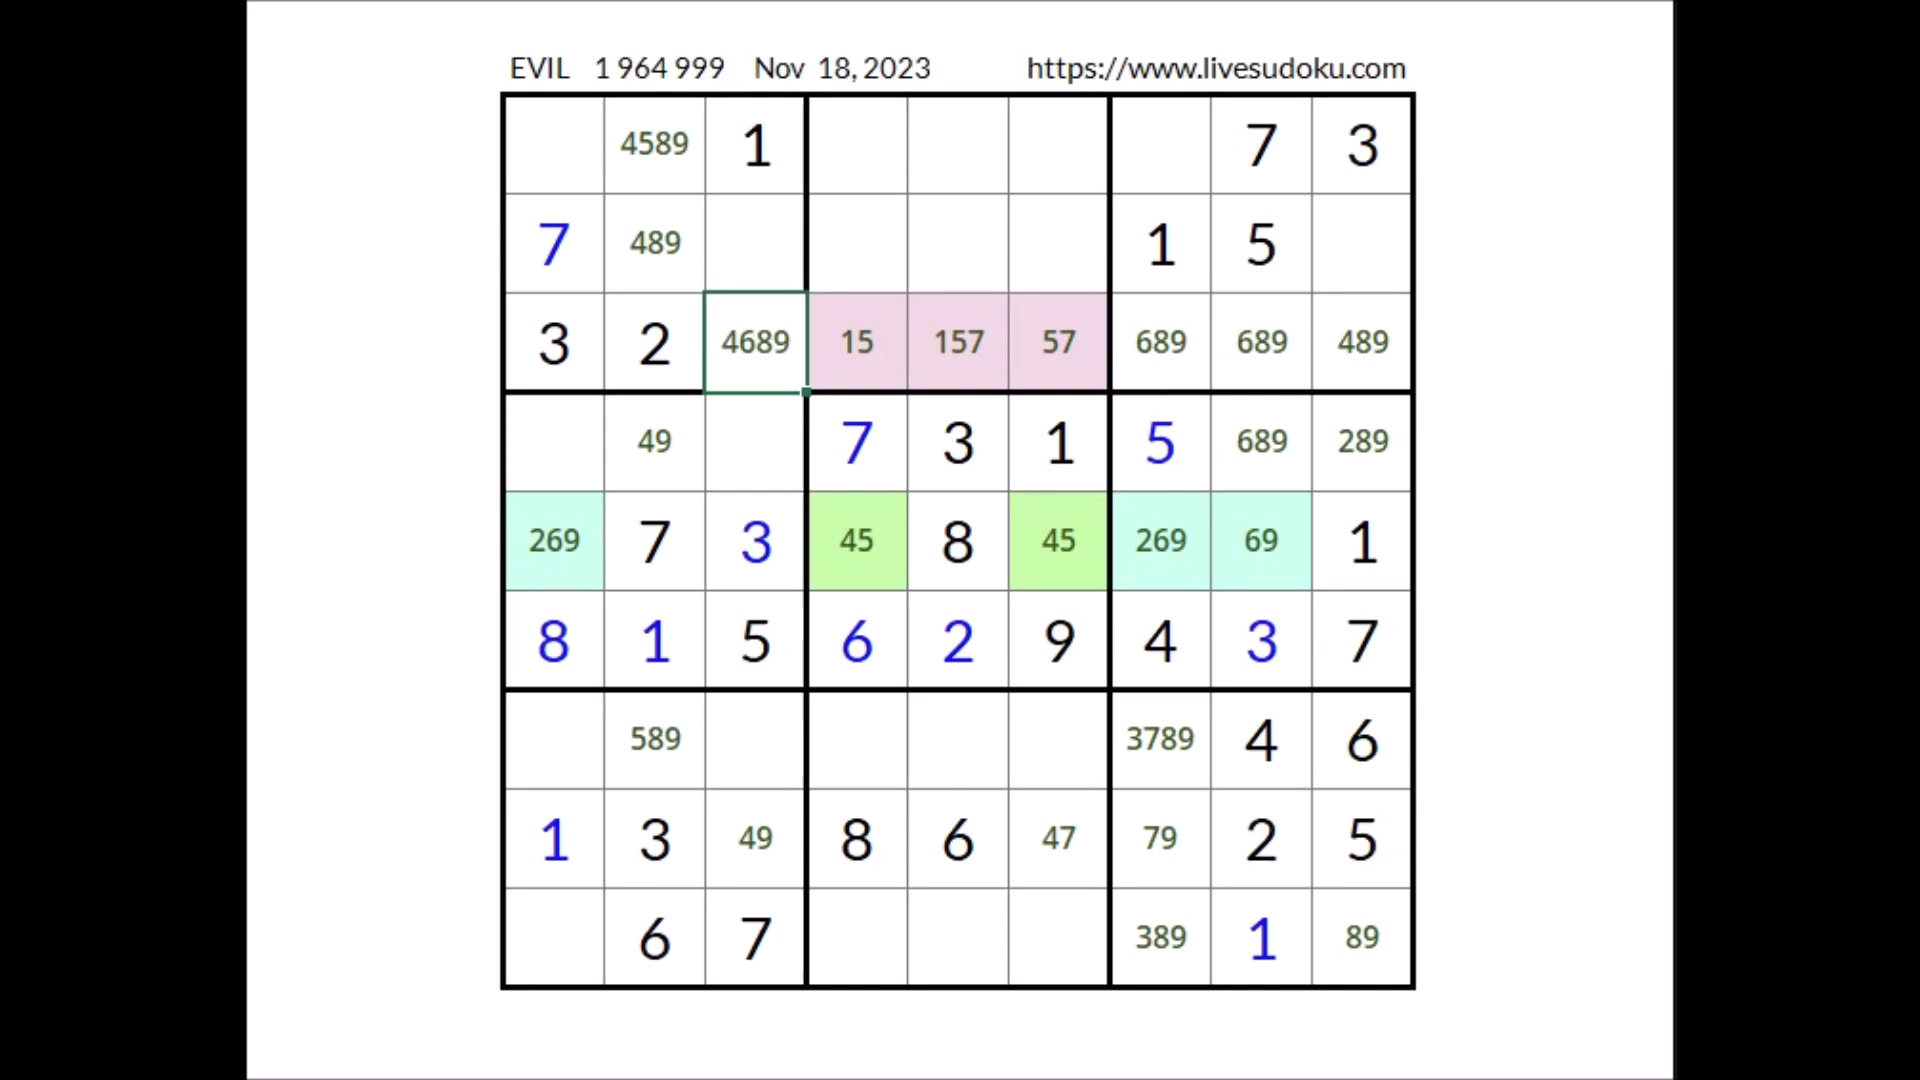 EVIL 1 964 999 Nov 18, 2023 https://www.livesudoku.com
4589 1 7 3
7 489 1 5
3 2 4689 15 157 57 689 689 489
49 7 3 1 5 689 289
269 7 3 45 8 45 269 69 1
8 1 5 6 2 9 4 3 7
589 3789 4 6
1 3 49 8 6 47 79 2 5
6 7 389 1 89